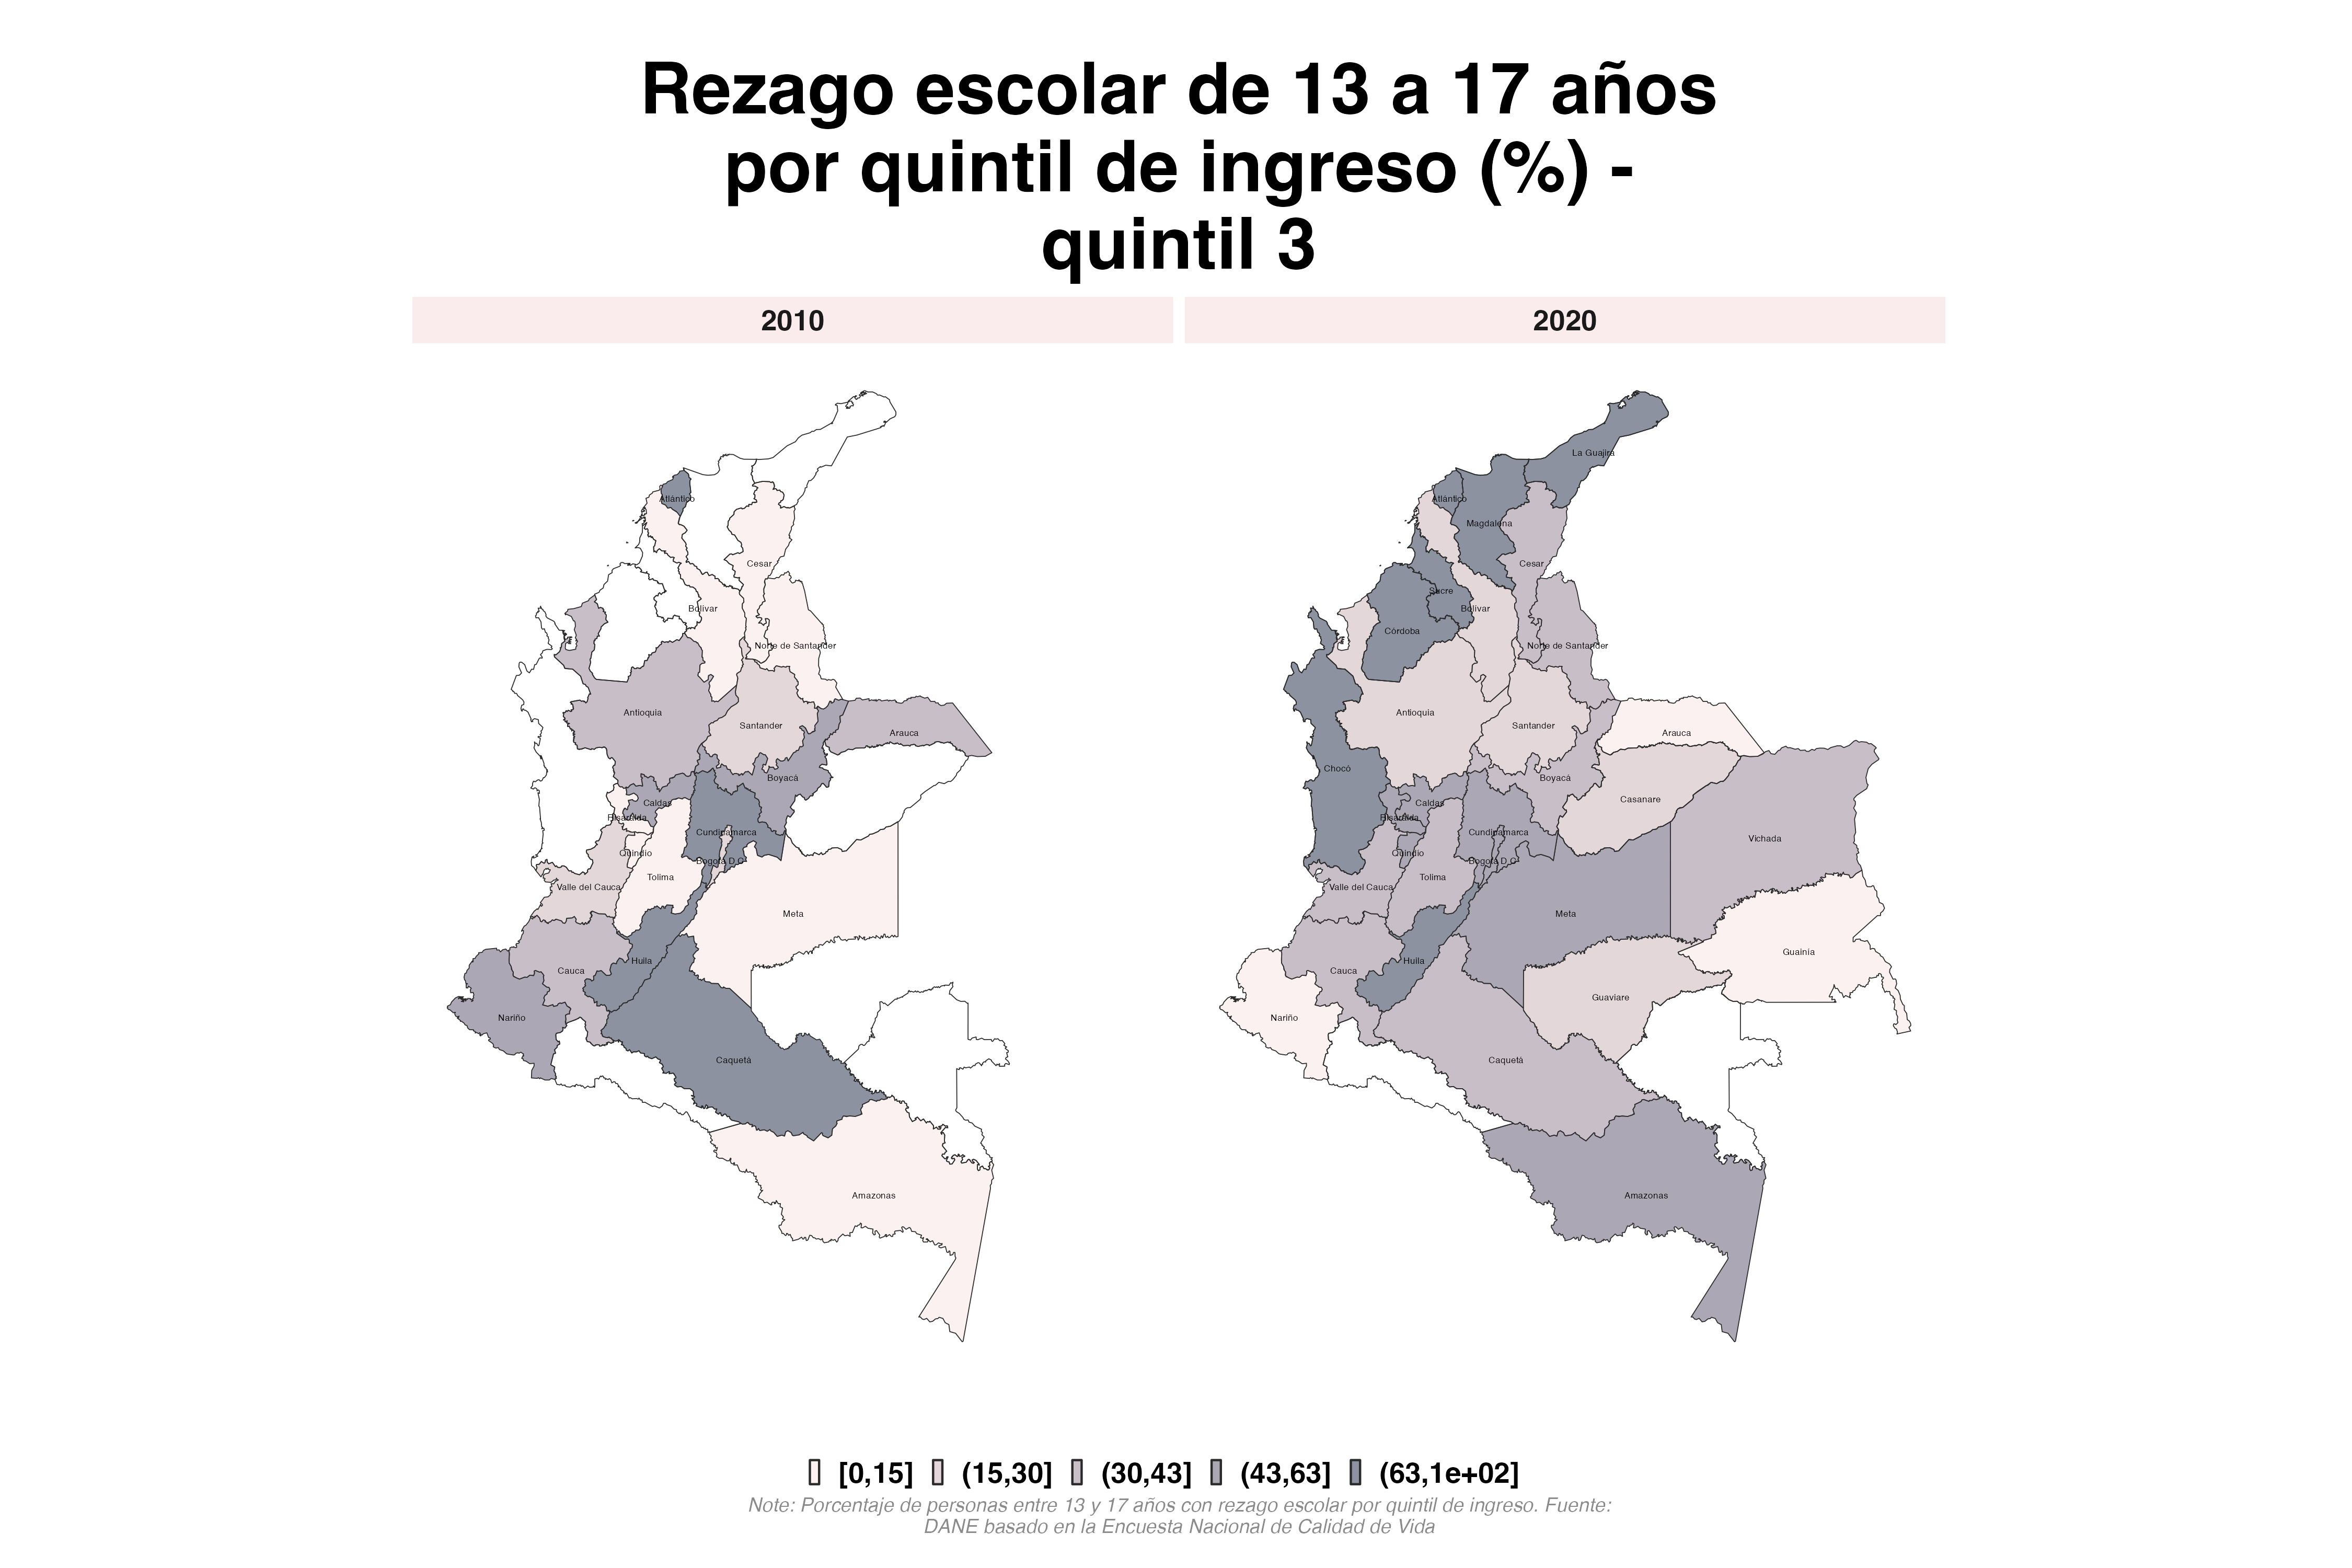 Rezago escolar de 13 a 17 años
por quintil de ingreso (%) -
quintil 3
2010
2020
Atlántico
Cesar
Bolívar
Norte de Santander
Antioquia
Santander
Arauca
Boyacá
Caldas
Risaralda
Cundinamarca
Quindío
Bogotá D.C.
Tolima
Valle del Cauca
Meta
Cauca
Huila
Nariño
Caquetá
Amazonas
La Guajira
Atlántico
Magdalena
Cesar
Sucre
Bolívar
Córdoba
Norte de Santander
Antioquia
Santander
Arauca
Chocó
Boyacá
Casanare
Caldas
Risaralda
Cundinamarca
Vichada
Quindío
Bogotá D.C.
Tolima
Valle del Cauca
Meta
Guainía
Cauca
Huila
Guaviare
Nariño
Caquetá
Amazonas
[0,15] (15,30] (30,43] (43,63] (63,1e+02]
Note: Porcentaje de personas entre 13 y 17 años con rezago escolar por quintil de ingreso. Fuente:
DANE basado en la Encuesta Nacional de Calidad de Vida